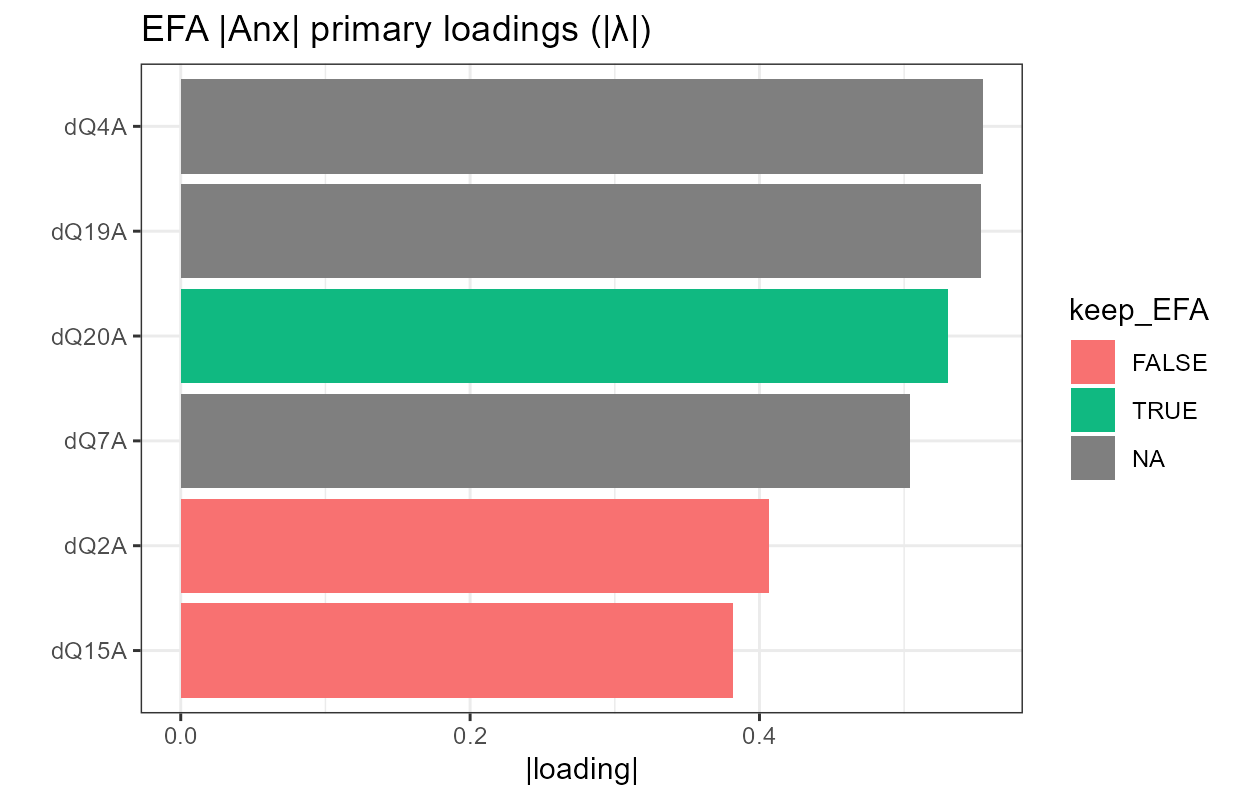 EFA |Anx| primary loadings (|λ|)
dQ4A
dQ19A
dQ20A
dQ7A
dQ2A
dQ15A
0.0
0.2
0.4
|loading|
keep_EFA
FALSE
TRUE
NA